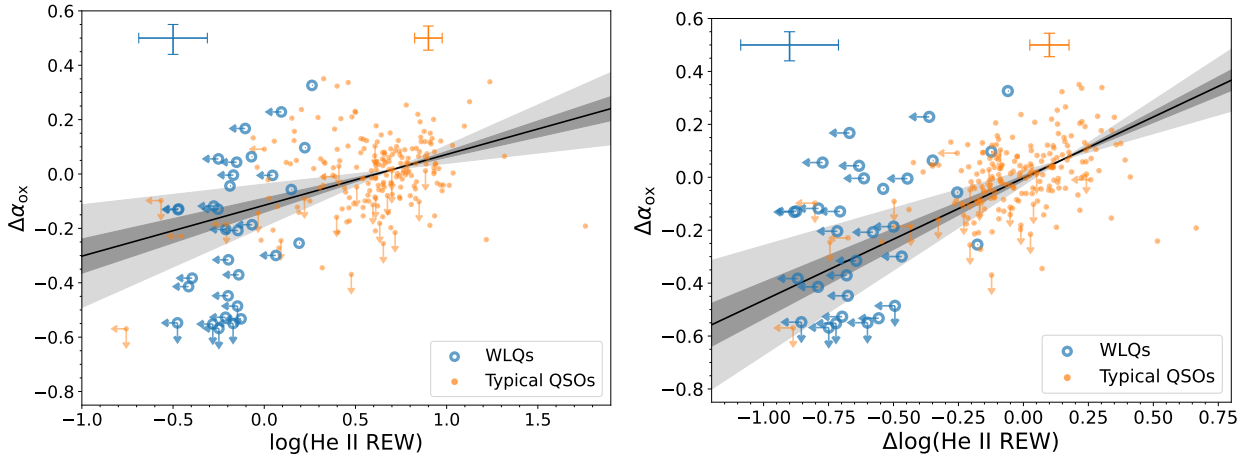 0.6
0.4
0.2
0.0
−0.2
−0.4
−0.6
−0.8
Δαox
−1.0 −0.5 0.0 0.5 1.0 1.5
log(He II REW)
WLQs
Typical QSOs
0.6
0.4
0.2
0.0
−0.2
−0.4
−0.6
−0.8
Δαox
−1.00 −0.75 −0.50 −0.25 0.00 0.25 0.50 0.75
Δlog(He II REW)
WLQs
Typical QSOs